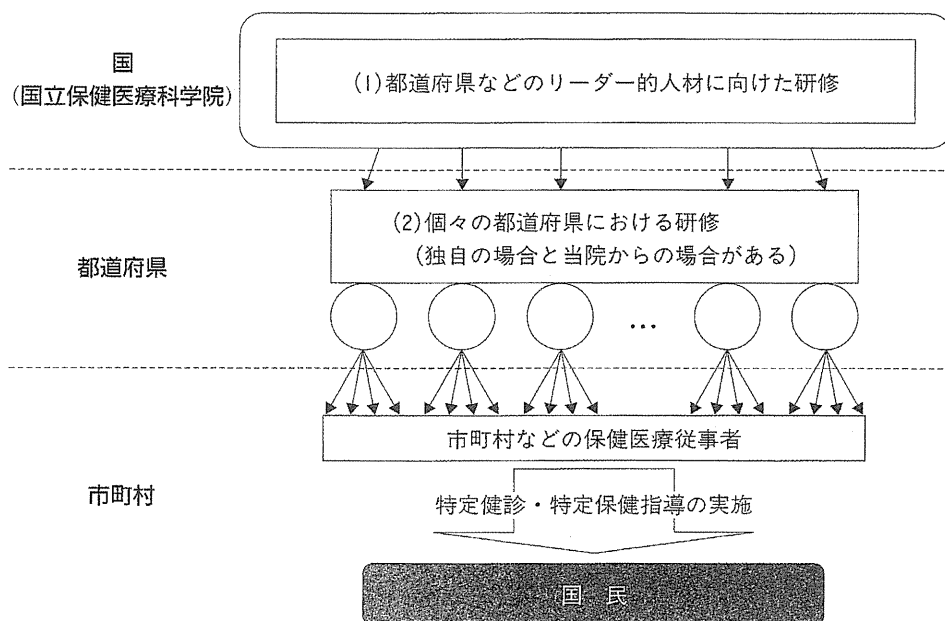 国
(国立保健医療科学院)
(1)都道府県などのリーダー的人材に向けた研修
都道府県
(2)個々の都道府県における研修
(独自の場合と当院からの場合がある)
…
市町村などの保健医療従事者
市町村
特定健診・特定保健指導の実施
国 民